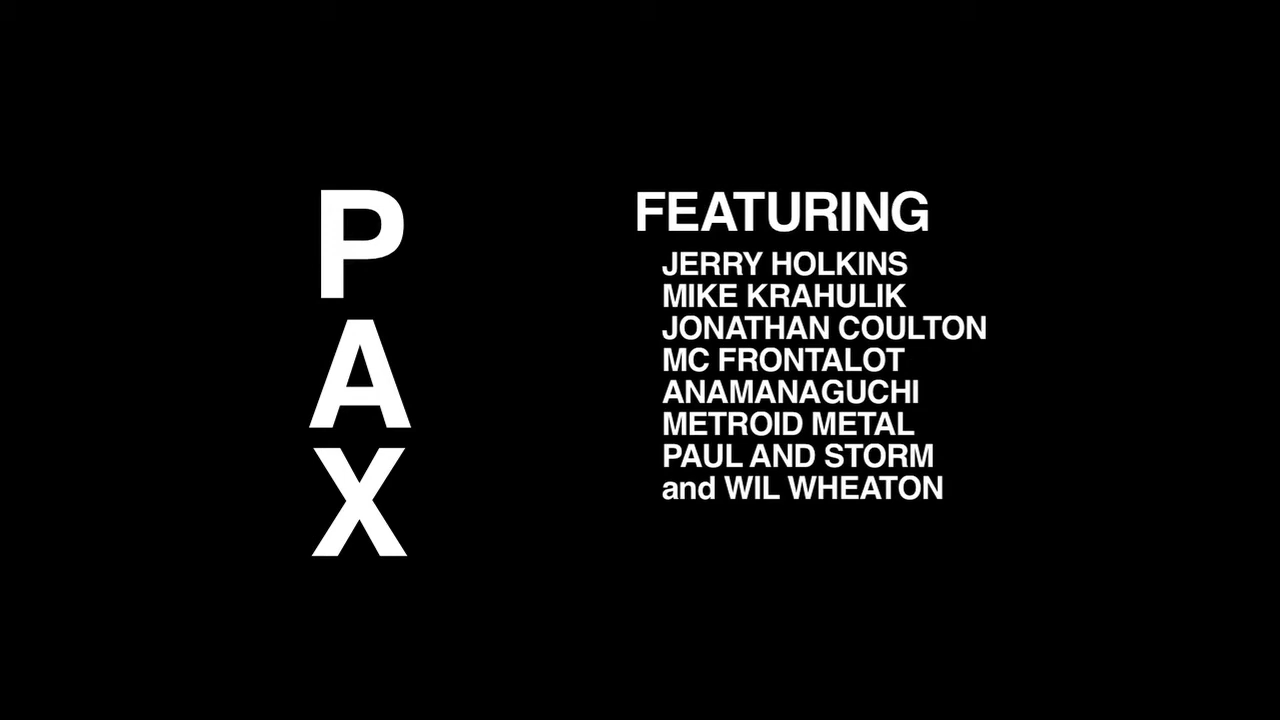 P
A
X
FEATURING
JERRY HOLKINS
MIKE KRAHULIK
JONATHAN COULTON
MC FRONTALOT
ANAMANAGUCHI
METROID METAL
PAUL AND STORM
and WIL WHEATON